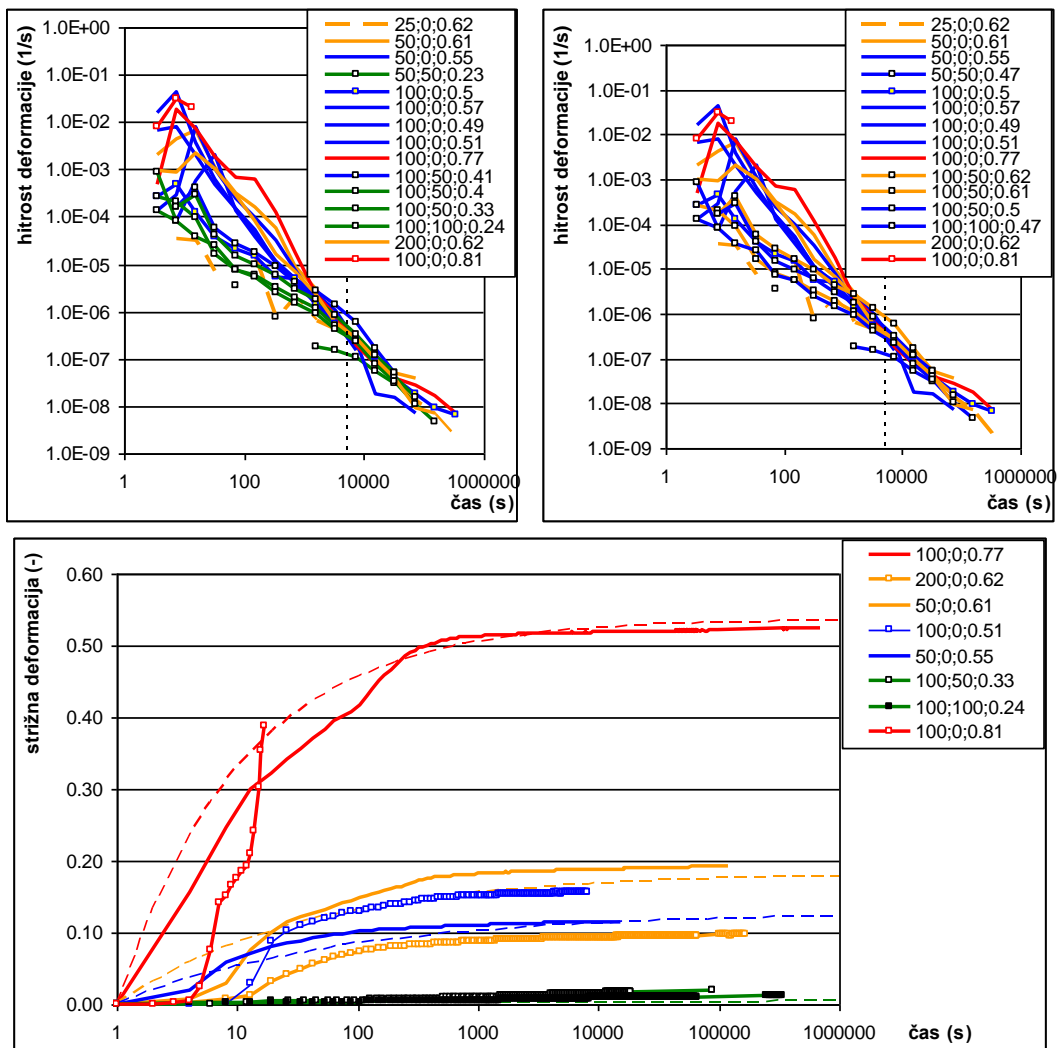 hitrost deformacije (1/s)
1.0E+00
1.0E-01
1.0E-02
1.0E-03
1.0E-04
1.0E-05
1.0E-06
1.0E-07
1.0E-08
1.0E-09
1
100
10000
1000000
čas (s)
25;0;0.62
50;0;0.61
50;0;0.55
50;50;0.23
100;0;0.5
100;0;0.57
100;0;0.49
100;0;0.51
100;0;0.77
100;50;0.41
100;50;0.4
100;50;0.33
100;100;0.24
200;0;0.62
100;0;0.81
hitrost deformacije (1/s)
1.0E+00
1.0E-01
1.0E-02
1.0E-03
1.0E-04
1.0E-05
1.0E-06
1.0E-07
1.0E-08
1.0E-09
1
100
10000
1000000
čas (s)
25;0;0.62
50;0;0.61
50;0;0.55
50;50;0.47
100;0;0.5
100;0;0.57
100;0;0.49
100;0;0.51
100;0;0.77
100;50;0.62
100;50;0.61
100;50;0.5
100;100;0.47
200;0;0.62
100;0;0.81
strižna deformacija (-)
0.60
0.50
0.40
0.30
0.20
0.10
0.00
1
10
100
1000
10000
100000
1000000
čas (s)
100;0;0.77
200;0;0.62
50;0;0.61
100;0;0.51
50;0;0.55
100;50;0.33
100;100;0.24
100;0;0.81